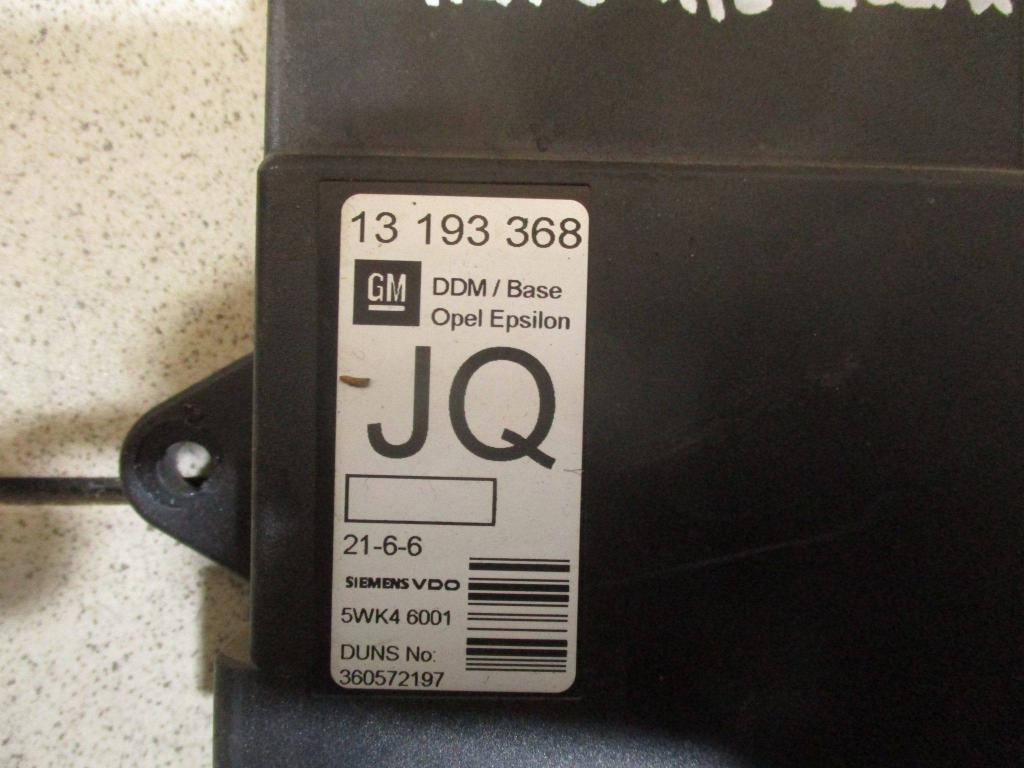 13 193 368
GM
DDM / Base
Opel Epsilon
JQ
21-6-6
SIEMENS VDO
5WK4 6001
DUNS No:
360572197